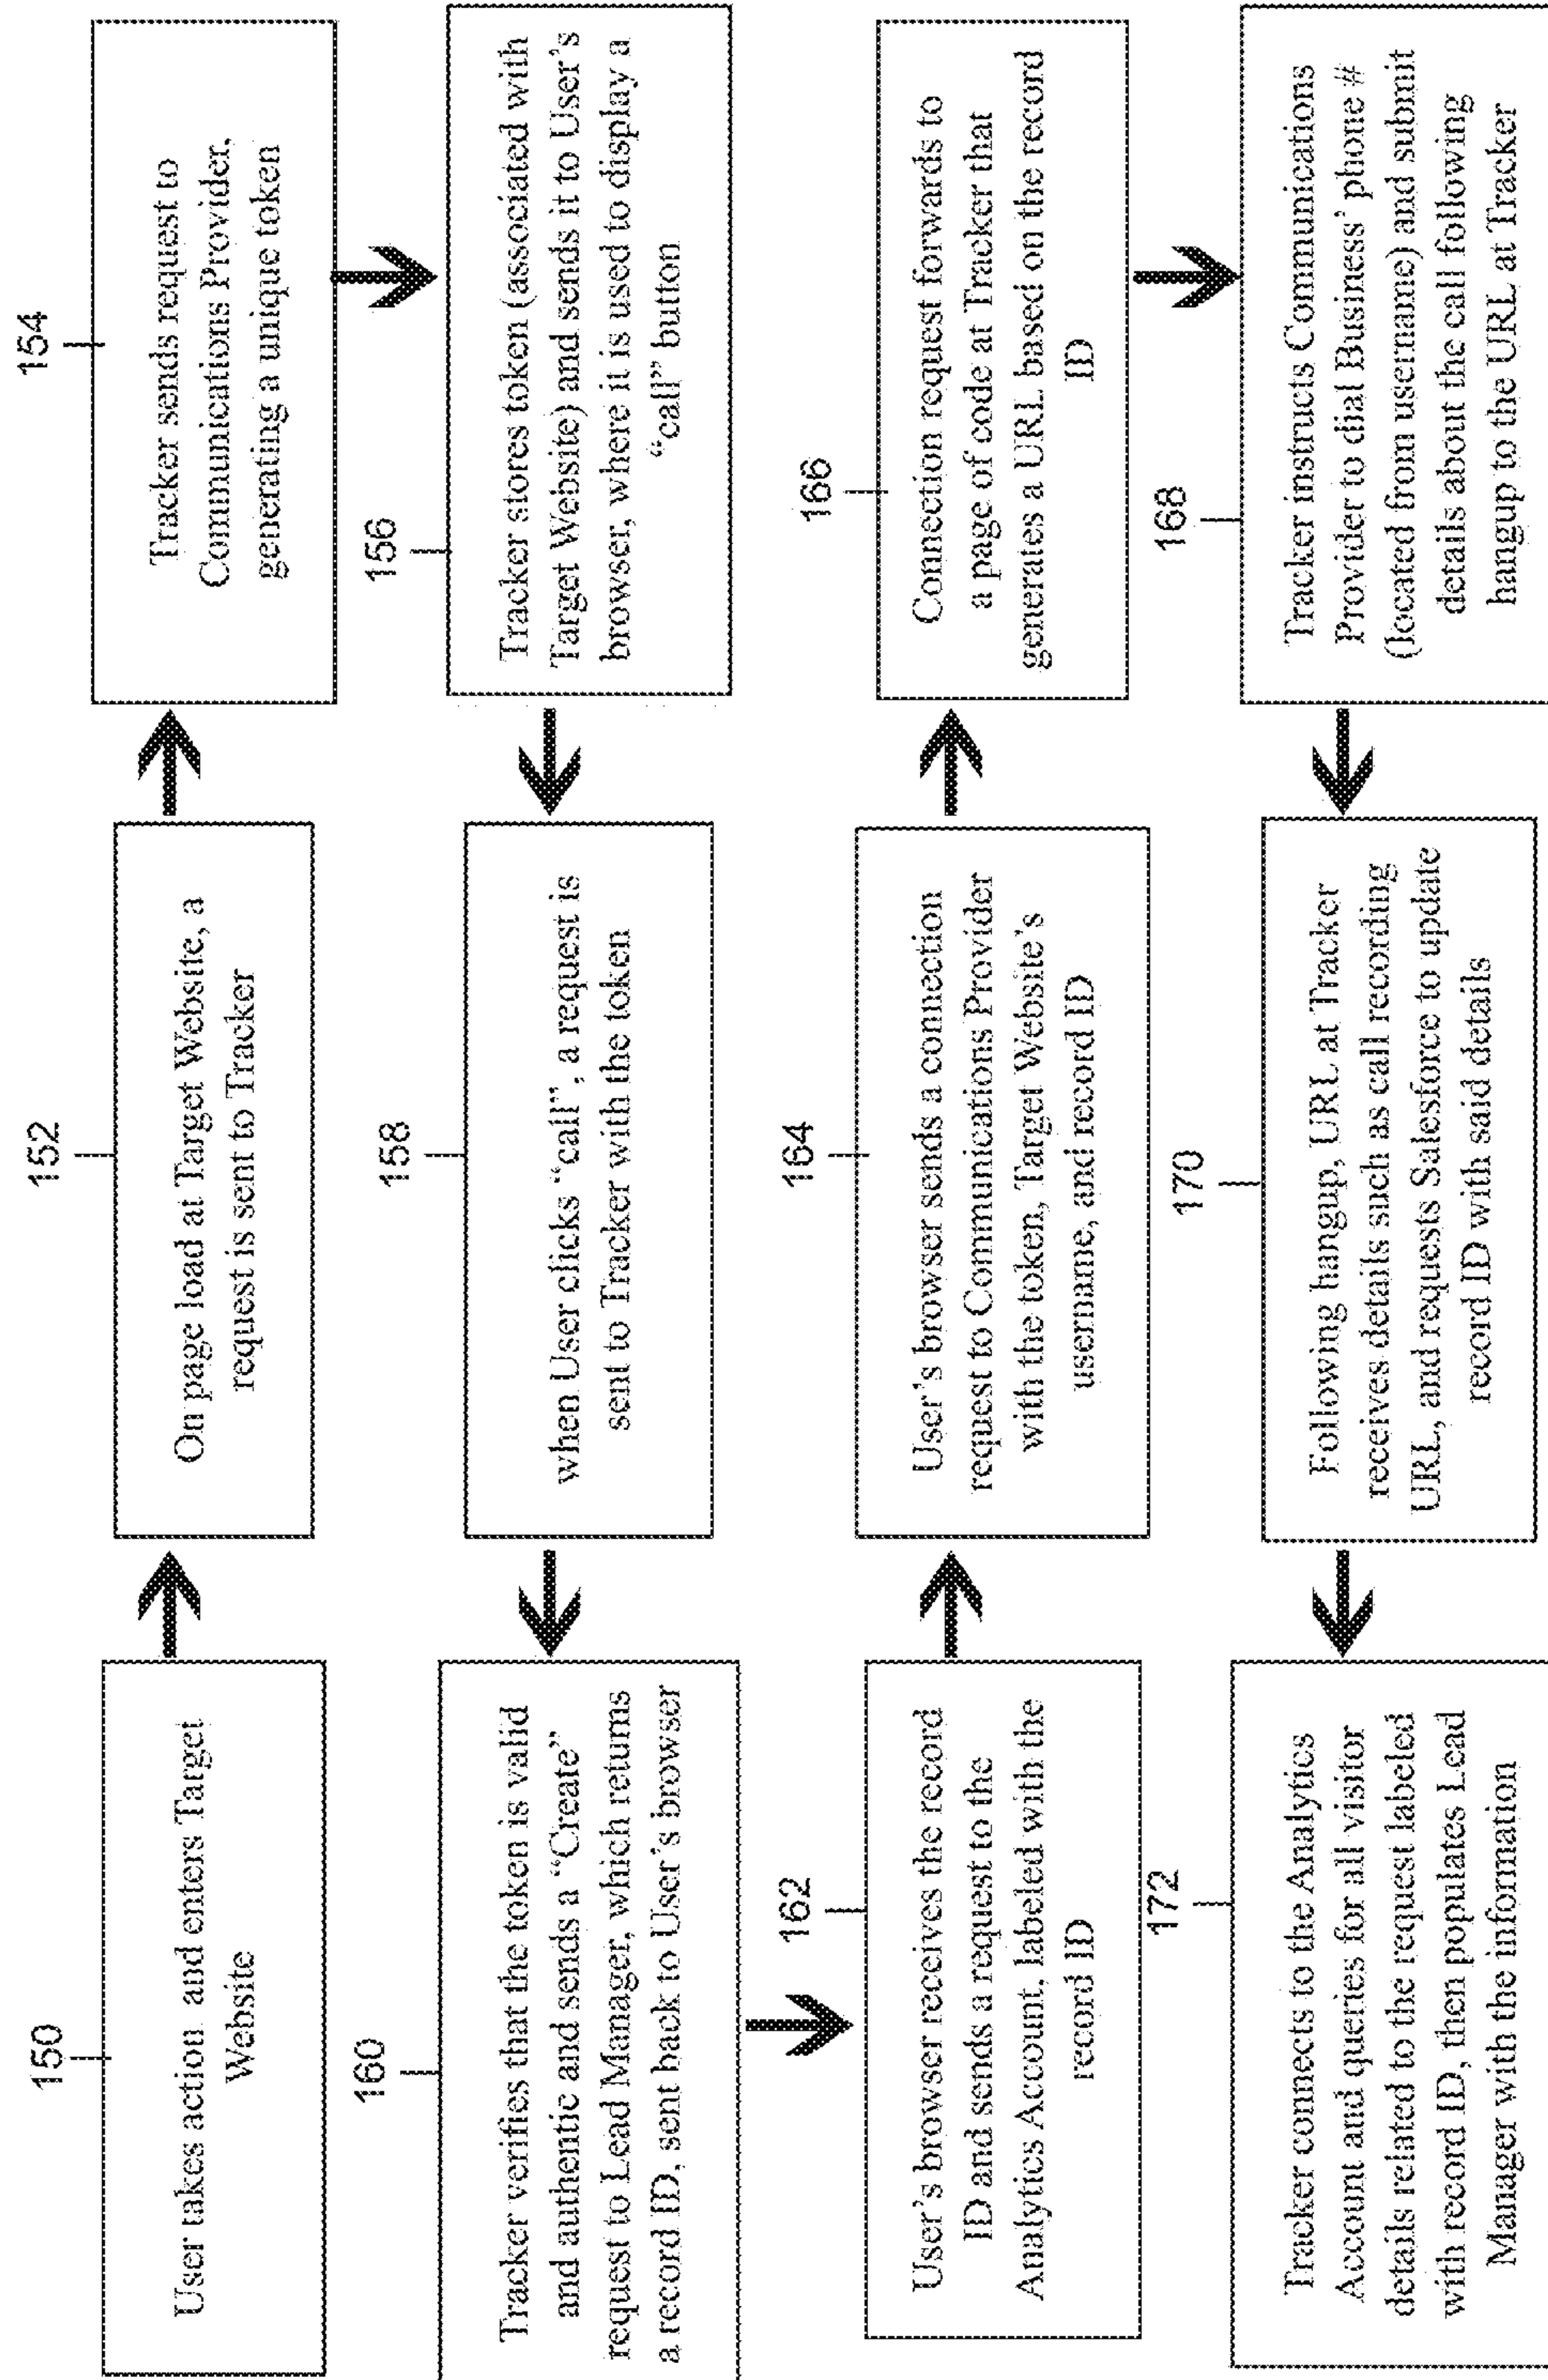 150
User takes action and enters Target
Website
152
On page load at Target Website, a
request is sent to Tracker
154
Tracker sends request to
Communications Provider,
generating a unique token
156
Tracker stores token (associated with
Target Website) and sends it to User's
browser, where it is used to display a
"call" button
158
when User clicks "call", a request is
sent to Tracker with the token
160
Tracker verifies that the token is valid
and authentic and sends a "Create"
request to Lead Manager, which returns
a record ID, sent back to User's browser
162
User's browser receives the record
ID and sends a request to the
Analytics Account, labeled with the
record ID
164
User's browser sends a connection
request to Communications Provider
with the token, Target Website's
username, and record ID
166
Connection request forwards to
a page of code at Tracker that
generates a URL based on the record
ID
168
Tracker instructs Communications
Provider to dial Business' phone #
(located from username) and submit
details about the call following
hangup to the URL at Tracker
170
Following hangup, URL at Tracker
receives details such as call recording
URL, and requests Salesforce to update
record ID with said details
172
Tracker connects to the Analytics
Account and queries for all visitor
details related to the request labeled
with record ID, then populates Lead
Manager with the information